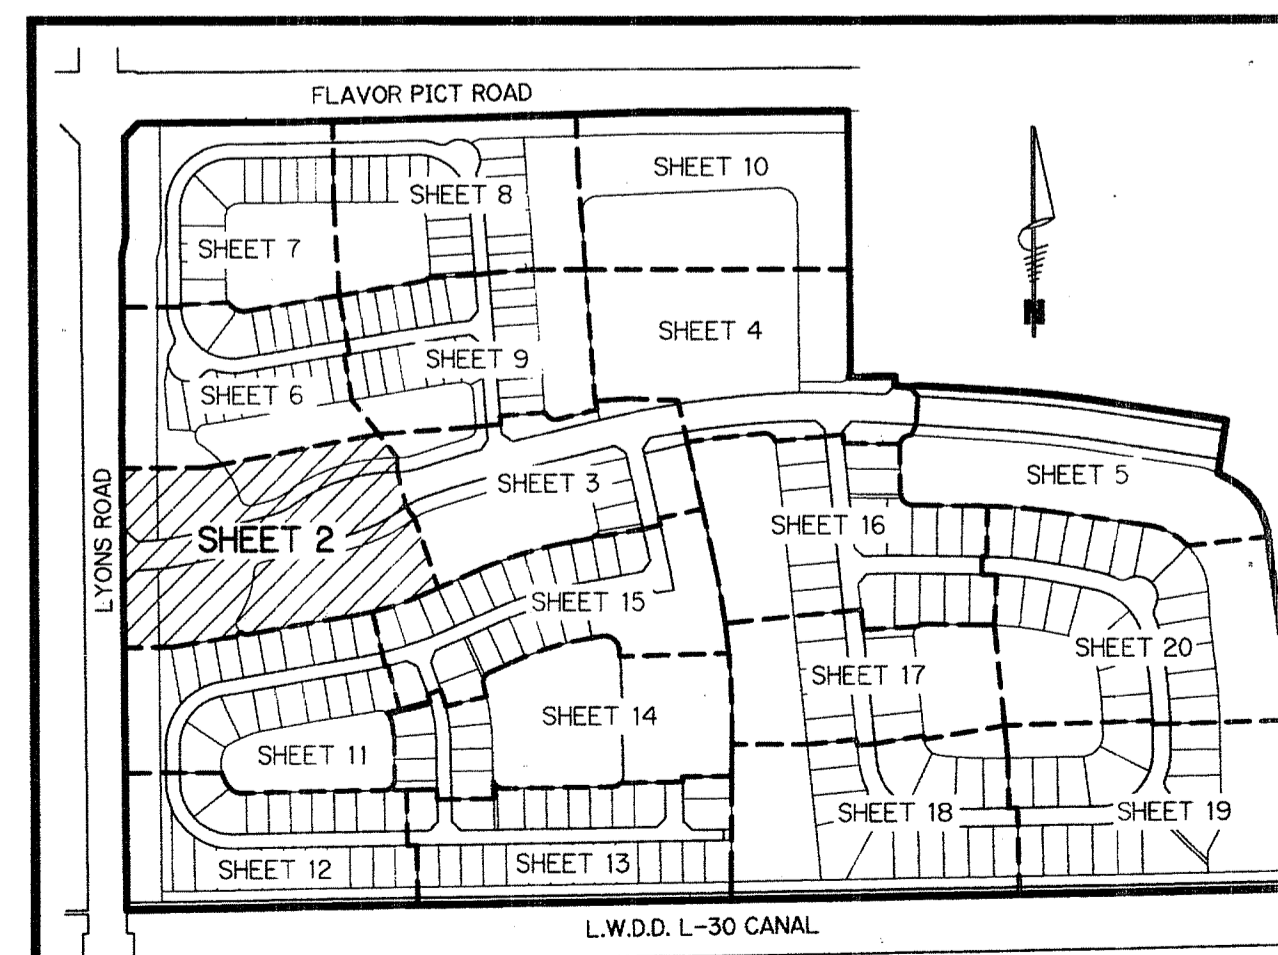 FLAVOR PICT ROAD
SHEET 10
SHEET 8
SHEET 7
SHEET 4
SHEET 9
SHEET 6
SHEET 5
SHEET 3
SHEET 16
SHEET 2
LYONS ROAD
SHEET 15
SHEET 20
SHEET 17
SHEET 14
SHEET 11
SHEET 18
SHEET 19
SHEET 12
SHEET 13
L.W.D.D. L-30 CANAL
N